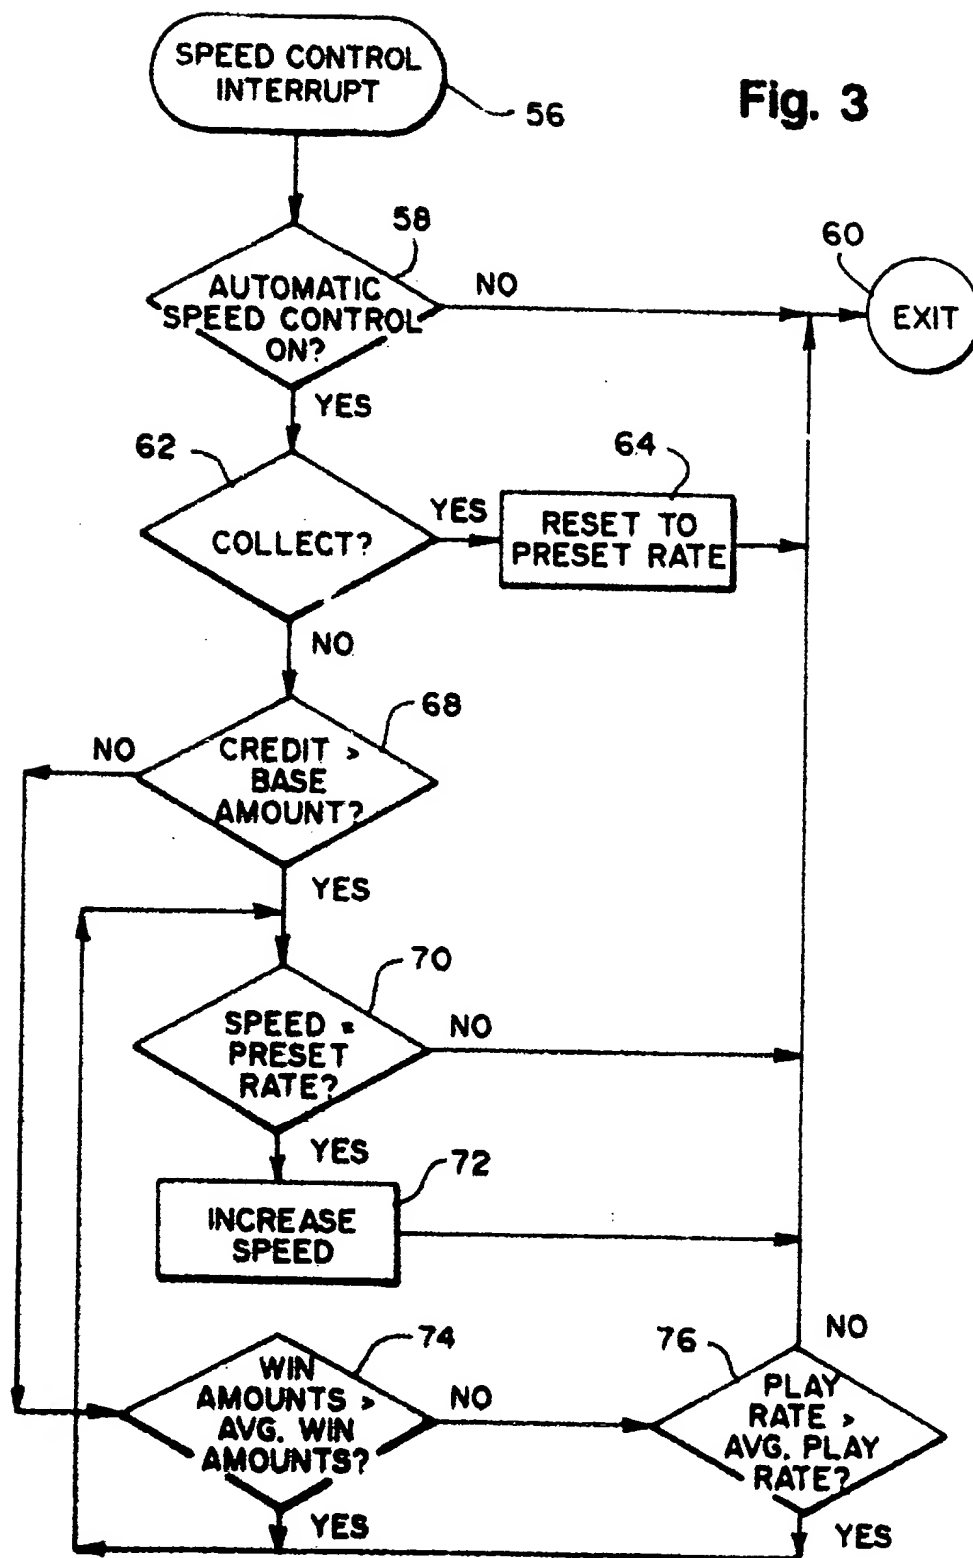 SPEED CONTROL
INTERRUPT
56
Fig. 3
58
AUTOMATIC
SPEED CONTROL
ON?
NO
60
EXIT
YES
62
COLLECT?
YES
64
RESET TO
PRESET RATE
NO
68
CREDIT >
BASE
AMOUNT?
NO
YES
70
SPEED =
PRESET
RATE?
NO
YES
72
INCREASE
SPEED
74
WIN
AMOUNTS >
AVG. WIN
AMOUNTS?
NO
YES
76
PLAY
RATE >
AVG. PLAY
RATE?
NO
YES